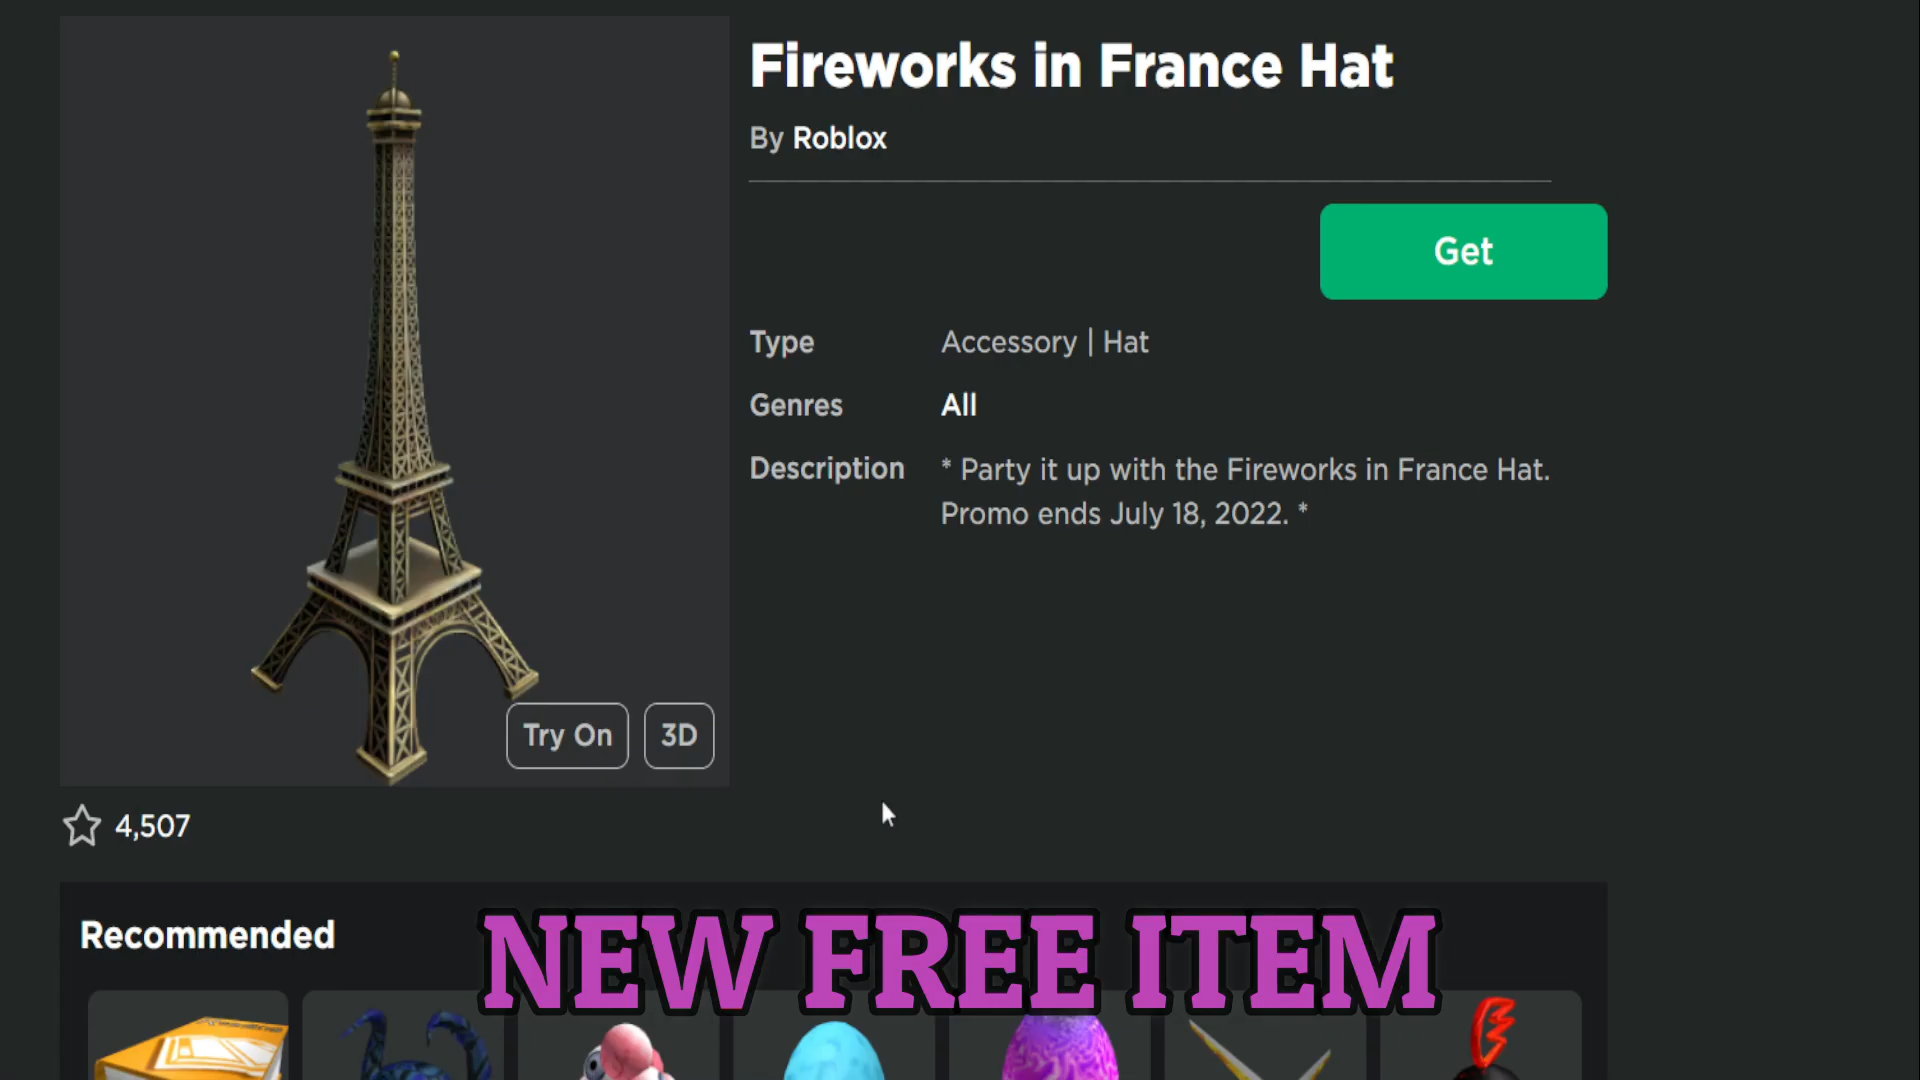 Fireworks in France Hat
By Roblox
Get
Type Accessory | Hat
Genres All
Description * Party it up with the Fireworks in France Hat.
Promo ends July 18, 2022. *
Try On 3D
4,507
Recommended
NEW FREE ITEM